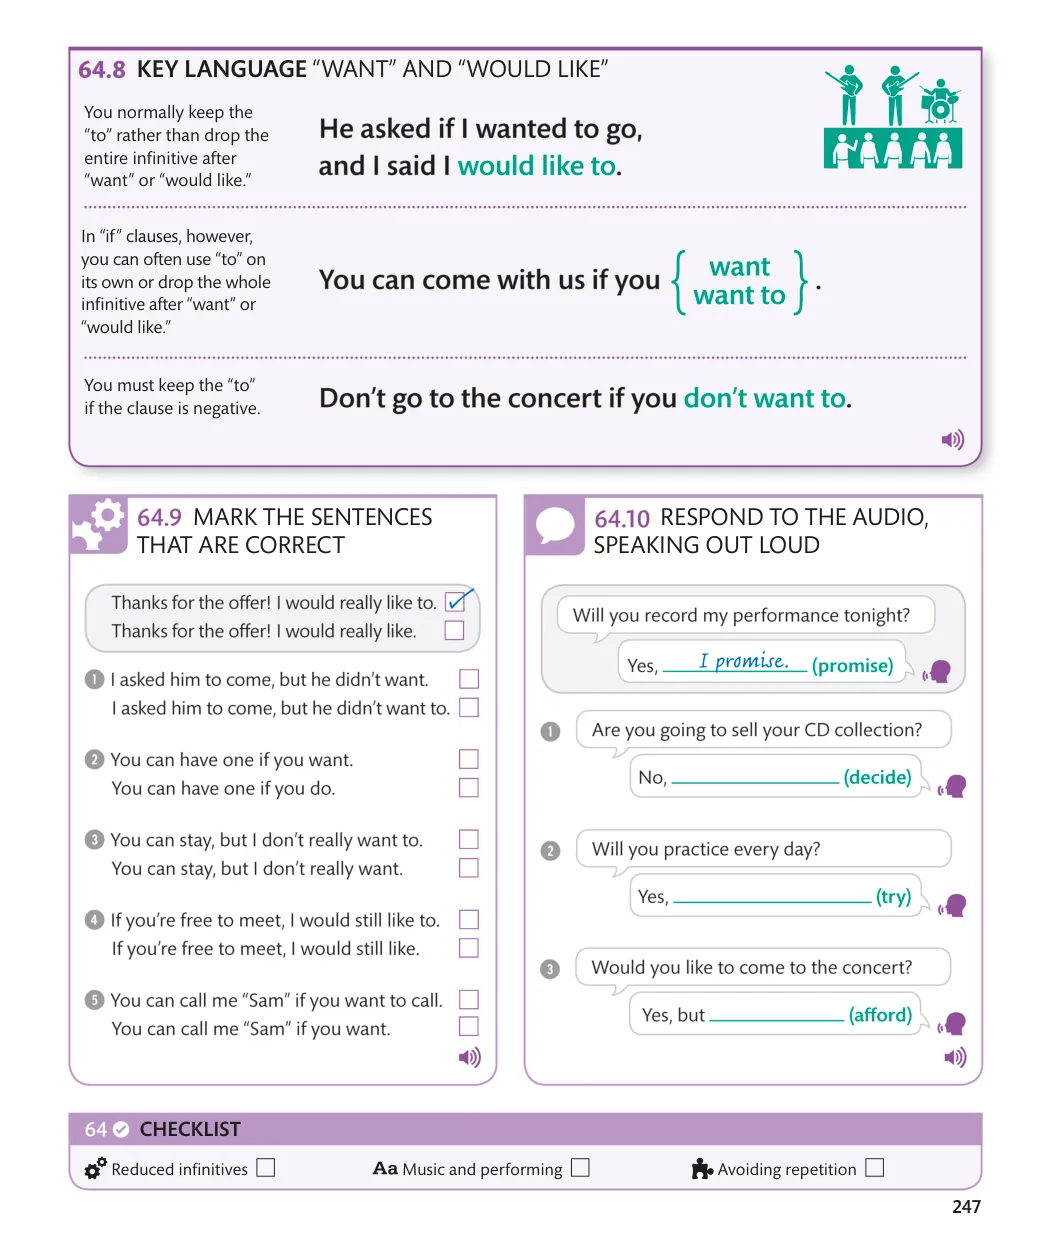 64.8 KEY LANGUAGE “WANT” AND “WOULD LIKE”
You normally keep the
“to” rather than drop the
entire infinitive after
“want” or “would like.”
He asked if I wanted to go,
and I said I would like to.
In “if” clauses, however,
you can often use “to” on
its own or drop the whole
infinitive after “want” or
“would like.”
You can come with us if you { want
want to } .
You must keep the “to”
if the clause is negative.
Don’t go to the concert if you don’t want to.
64.9 MARK THE SENTENCES
THAT ARE CORRECT
Thanks for the offer! I would really like to.
Thanks for the offer! I would really like.
1 I asked him to come, but he didn’t want.
I asked him to come, but he didn’t want to.
2 You can have one if you want.
You can have one if you do.
3 You can stay, but I don’t really want to.
You can stay, but I don’t really want.
4 If you’re free to meet, I would still like to.
If you’re free to meet, I would still like.
5 You can call me “Sam” if you want to call.
You can call me “Sam” if you want.
64.10 RESPOND TO THE AUDIO,
SPEAKING OUT LOUD
Will you record my performance tonight?
Yes, I promise. (promise)
1 Are you going to sell your CD collection?
No, (decide)
2 Will you practice every day?
Yes, (try)
3 Would you like to come to the concert?
Yes, but (afford)
64 CHECKLIST
Reduced infinitives
Aa Music and performing
Avoiding repetition
247